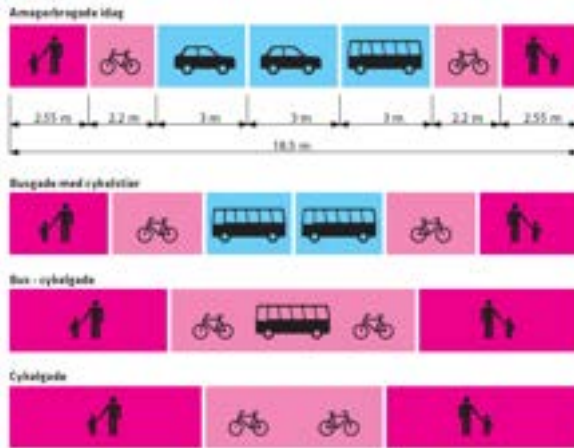 Amagerbrogade idag
2.55 m 2.2 m 3 m 3 m 3 m 2.2 m 2.55 m
18.5 m
Busgade med cykelstier
Bus - cykelgade
Cykelgade